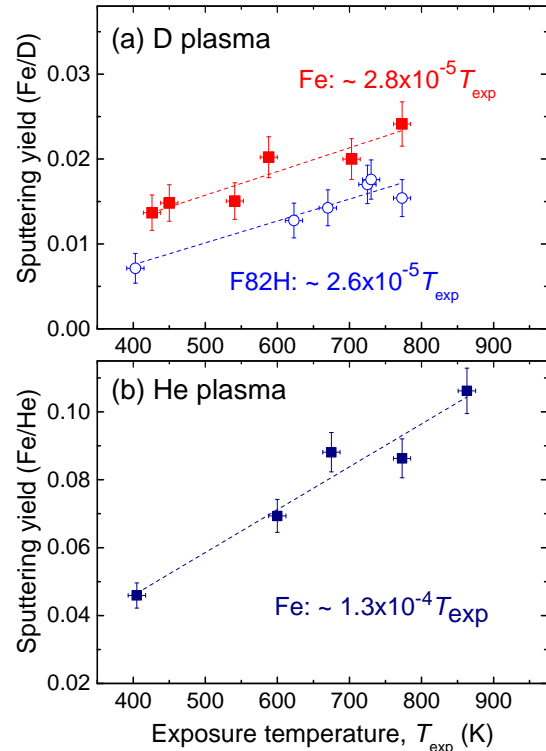 (a) D plasma
Fe: ~ 2.8x10⁻⁵T_exp
F82H: ~ 2.6x10⁻⁵T_exp
Sputtering yield (Fe/D)
0.03
0.02
0.01
0.00
400 500 600 700 800 900
(b) He plasma
Fe: ~ 1.3x10⁻⁴T_exp
Sputtering yield (Fe/He)
0.10
0.08
0.06
0.04
0.02
400 500 600 700 800 900
Exposure temperature, T_exp (K)